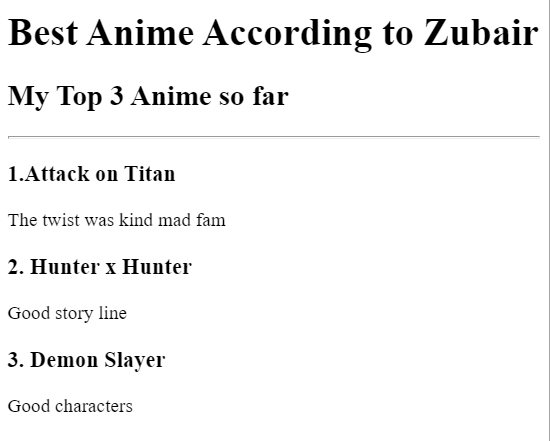 Best Anime According to Zubair
My Top 3 Anime so far
1.Attack on Titan
The twist was kind mad fam
2. Hunter x Hunter
Good story line
3. Demon Slayer
Good characters